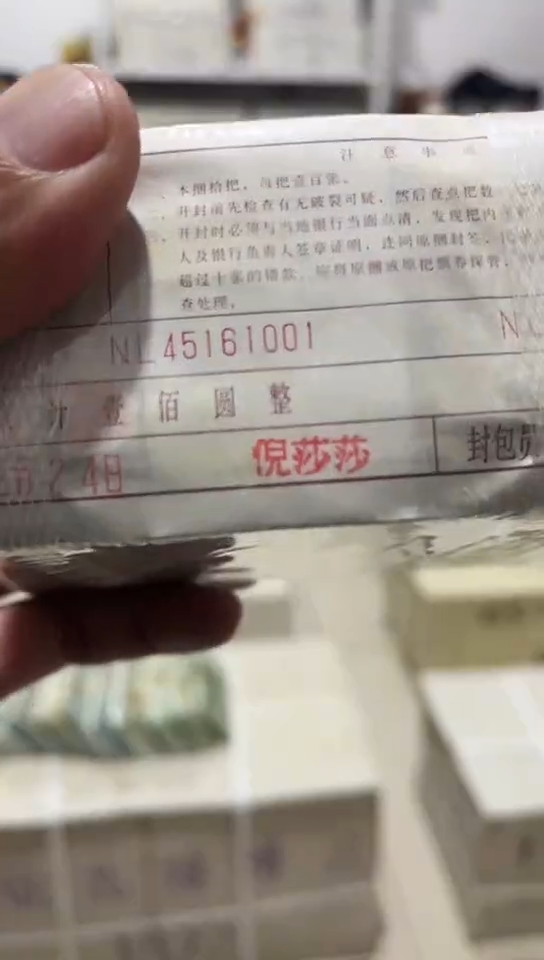 注意事项
本捆拾把，每把壹百张。
开封前先检查有无破裂可疑，然后查点把数
开封时必须与当地银行当面点清，发现把内
人及银行负责人签章证明，连同原捆封签、
超过十张的错款，应将原捆或原把票券保管，
查处理。
NL45161001 N
壹佰圆整
24日 倪莎莎 封包员